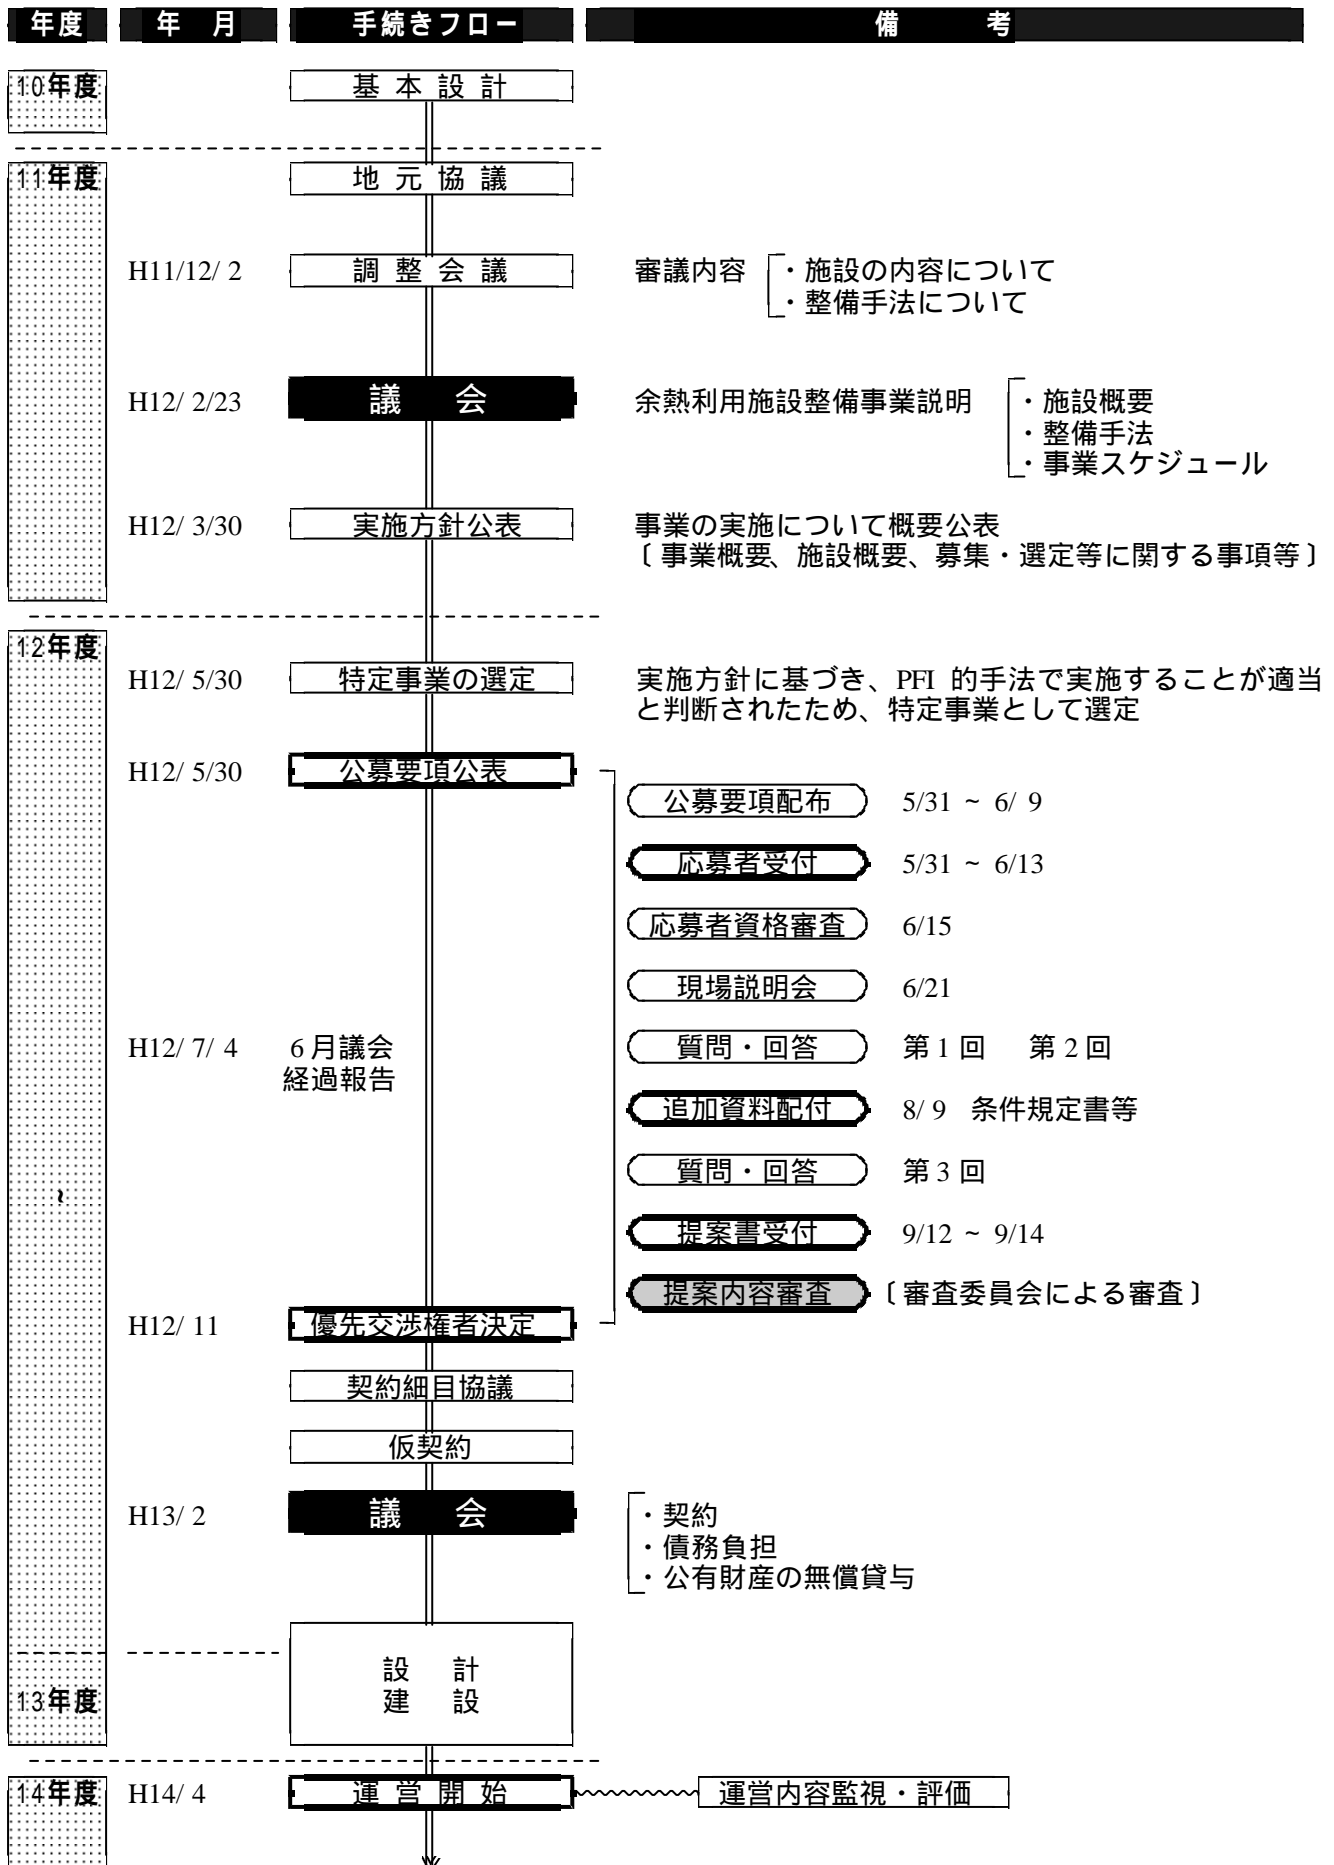 年度 年　月 手続きフロー 備　考
10年度 基本設計
11年度 地元協議
H11/12/ 2 調整会議 審議内容 ・施設の内容について
・整備手法について
H12/ 2/23 議　会 余熱利用施設整備事業説明 ・施設概要
・整備手法
・事業スケジュール
H12/ 3/30 実施方針公表 事業の実施について概要公表
〔事業概要、施設概要、募集・選定等に関する事項等〕
12年度
H12/ 5/30 特定事業の選定 実施方針に基づき、PFI 的手法で実施することが適当
と判断されたため、特定事業として選定
H12/ 5/30 公募要項公表
公募要項配布 5/31 ~ 6/ 9
応募者受付 5/31 ~ 6/13
応募者資格審査 6/15
現場説明会 6/21
H12/ 7/ 4 6月議会 質問・回答 第1回 第2回
経過報告
追加資料配付 8/ 9 条件規定書等
質問・回答 第3回
~
提案書受付 9/12 ~ 9/14
提案内容審査 〔審査委員会による審査〕
H12/ 11 優先交渉権者決定
契約細目協議
仮契約
H13/ 2 議　会 ・契約
・債務負担
・公有財産の無償貸与
設　計
13年度 建　設
14年度 H14/ 4 運営開始 運営内容監視・評価